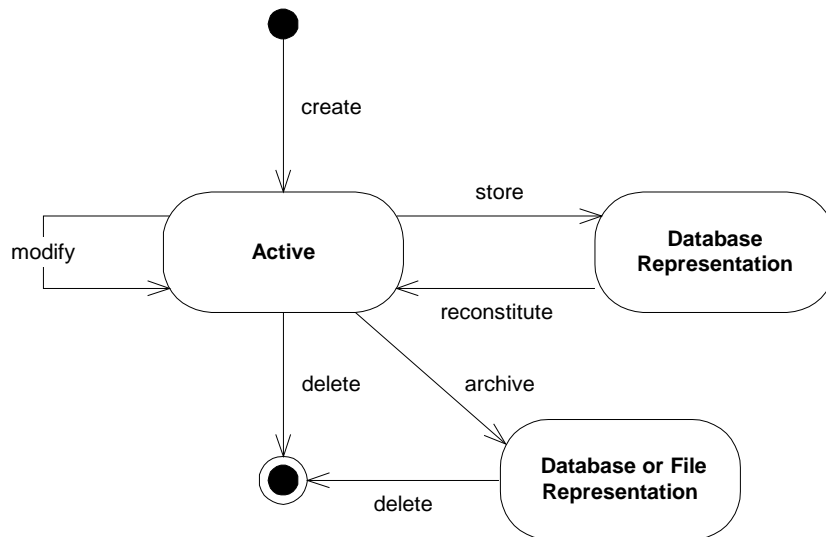 create
store
modify
Active
Database
Representation
reconstitute
delete
archive
Database or File
Representation
delete